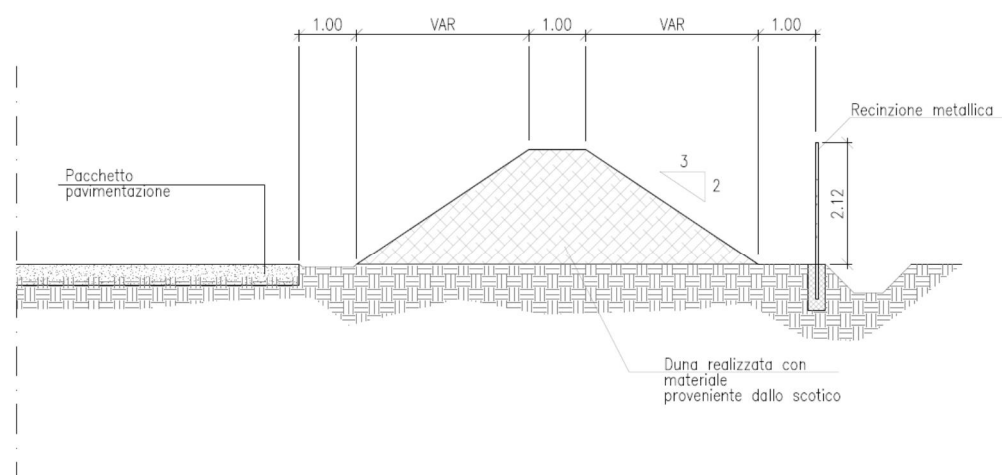 1.00 VAR 1.00 VAR 1.00
Recinzione metallica
3
2
2.12
Pacchetto
pavimentazione
Duna realizzata con
materiale
proveniente dallo scotico